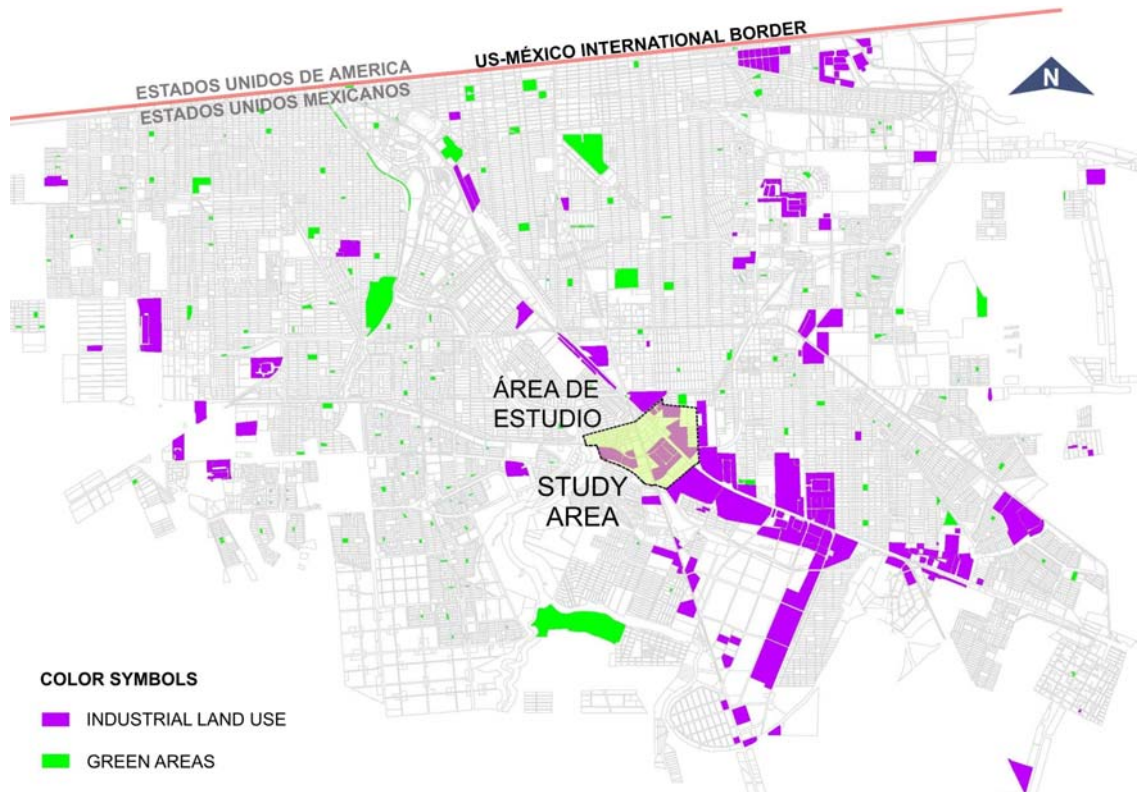 US-MÉXICO INTERNATIONAL BORDER
ESTADOS UNIDOS DE AMERICA
ESTADOS UNIDOS MEXICANOS
N
ÁREA DE
ESTUDIO
STUDY
AREA
COLOR SYMBOLS
INDUSTRIAL LAND USE
GREEN AREAS